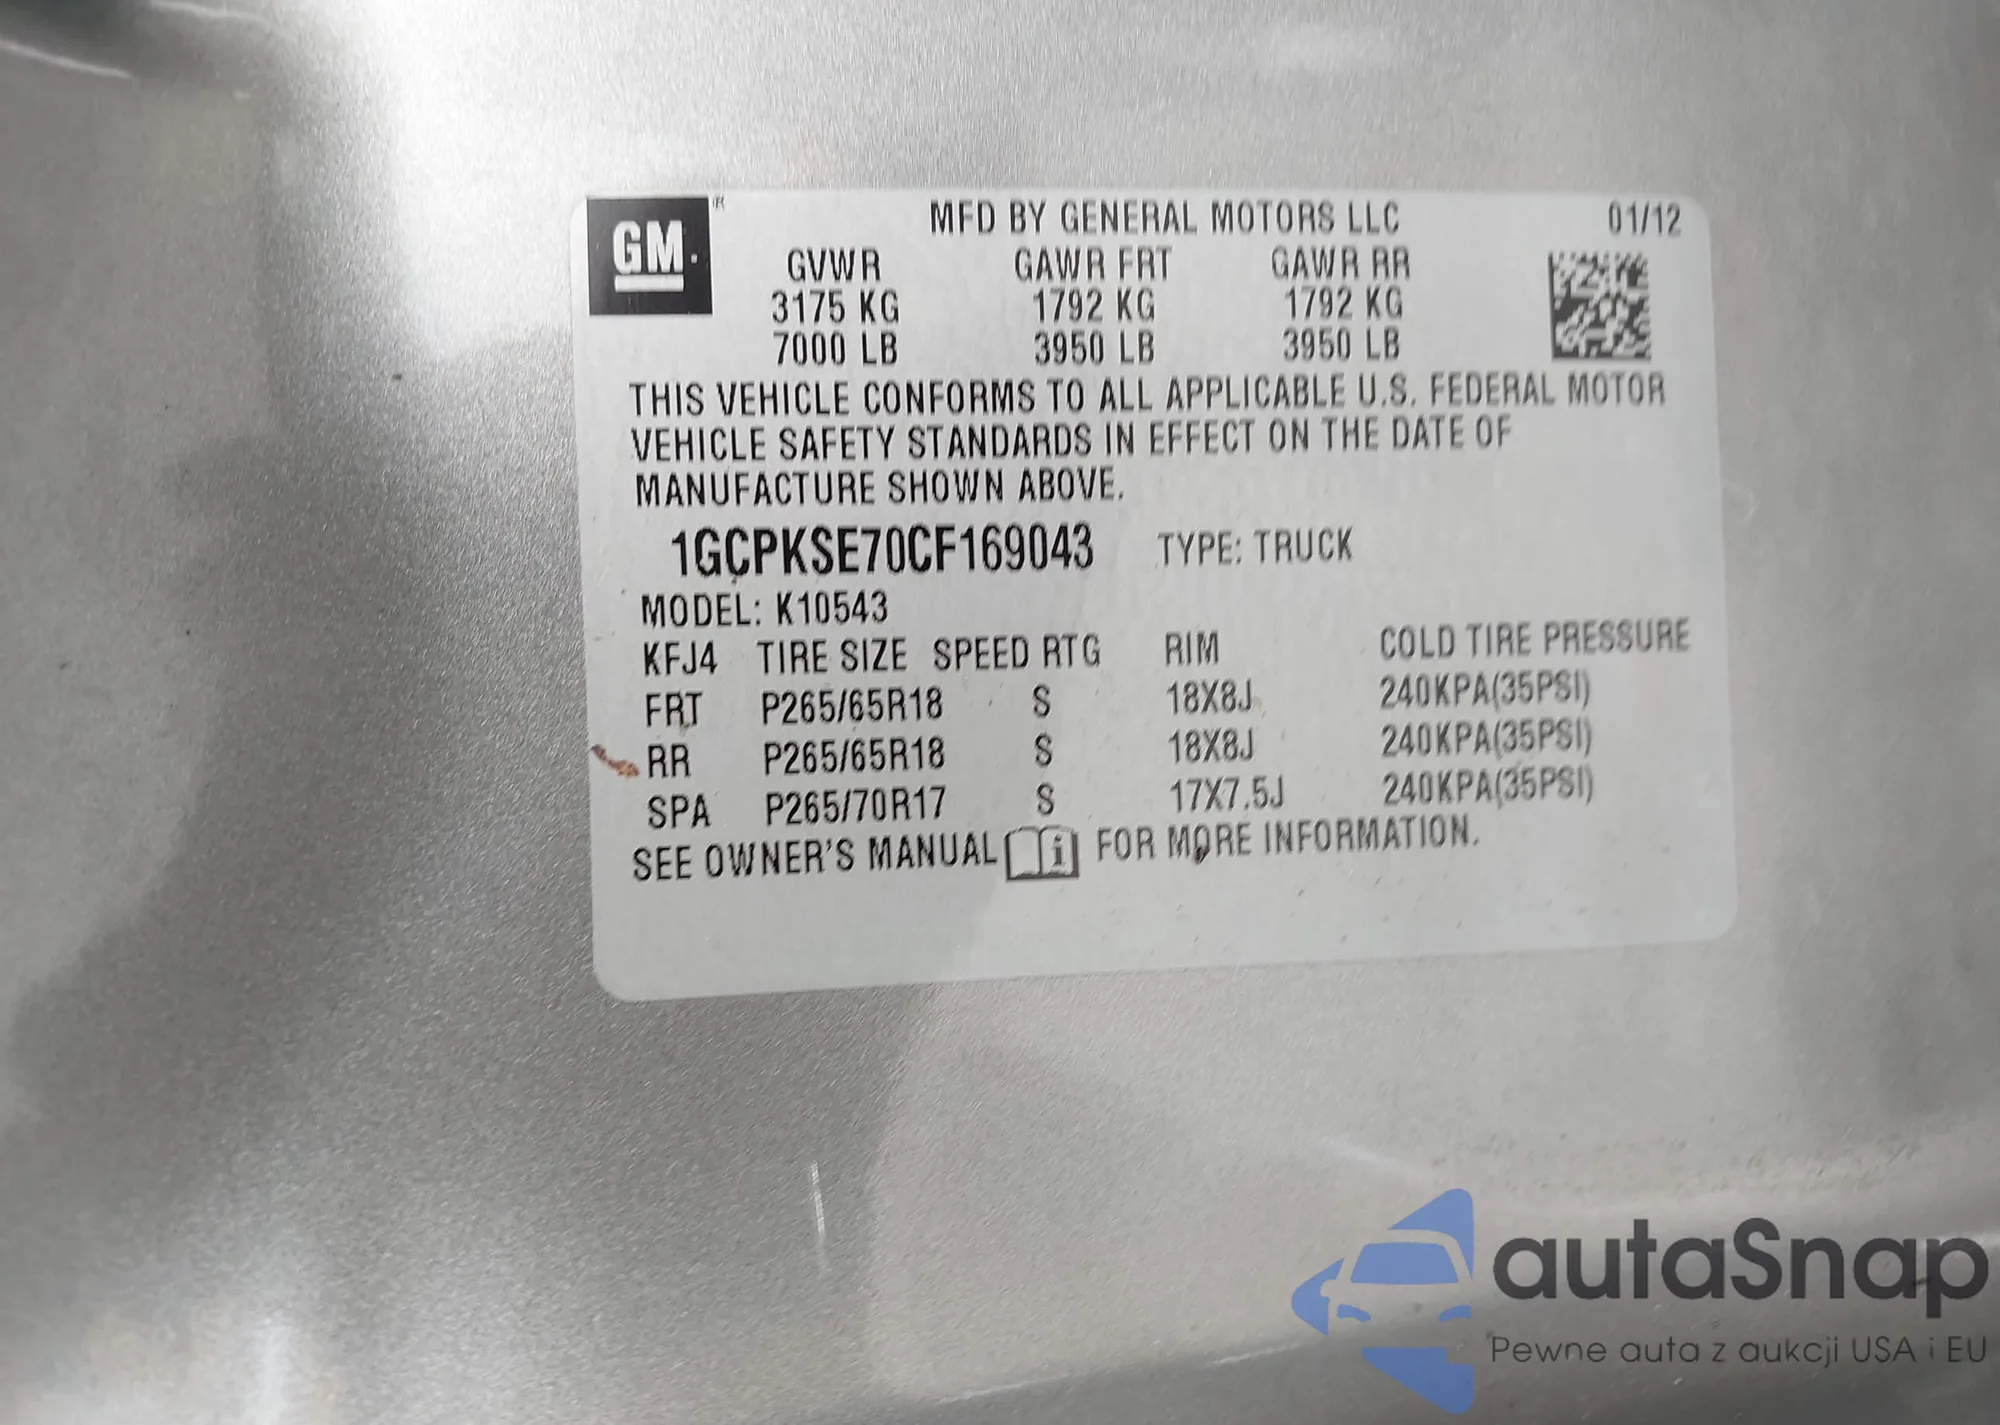 GM ® MFD BY GENERAL MOTORS LLC 01/12
GVWR GAWR FRT GAWR RR
3175 KG 1792 KG 1792 KG
7000 LB 3950 LB 3950 LB
THIS VEHICLE CONFORMS TO ALL APPLICABLE U.S. FEDERAL MOTOR
VEHICLE SAFETY STANDARDS IN EFFECT ON THE DATE OF
MANUFACTURE SHOWN ABOVE.
1GCPKSE70CF169043 TYPE: TRUCK
MODEL: K10543
KFJ4 TIRE SIZE SPEED RTG RIM COLD TIRE PRESSURE
FRT P265/65R18 S 18X8J 240KPA(35PSI)
RR P265/65R18 S 18X8J 240KPA(35PSI)
SPA P265/70R17 S 17X7.5J 240KPA(35PSI)
SEE OWNER'S MANUAL i FOR MORE INFORMATION.
autaSnap
Pewne auta z aukcji USA i EU